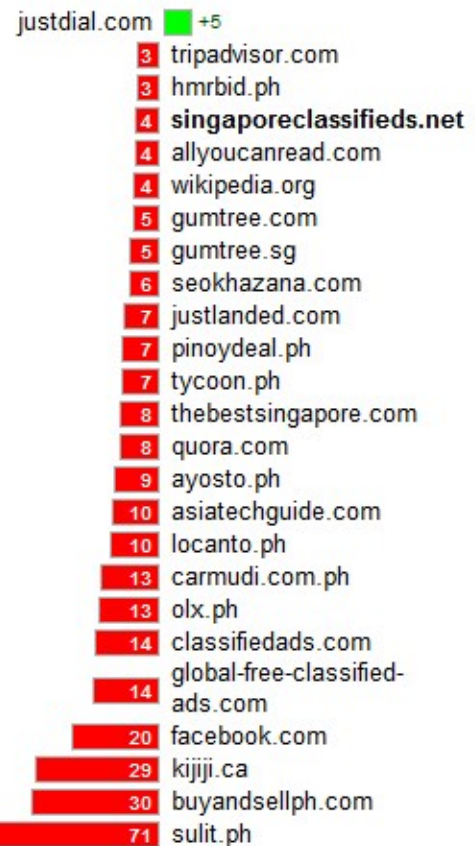 justdial.com +5
3 tripadvisor.com
3 hmrbid.ph
4 singaporeclassifieds.net
4 allyoucanread.com
4 wikipedia.org
5 gumtree.com
5 gumtree.sg
6 seokhazana.com
7 justlanded.com
7 pinoydeal.ph
7 tycoon.ph
8 thebestsingapore.com
8 quora.com
9 ayosto.ph
10 asiatechguide.com
10 locanto.ph
13 carmudi.com.ph
13 olx.ph
14 classifiedads.com
14 global-free-classified-
ads.com
20 facebook.com
29 kijiji.ca
30 buyandsellph.com
71 sulit.ph